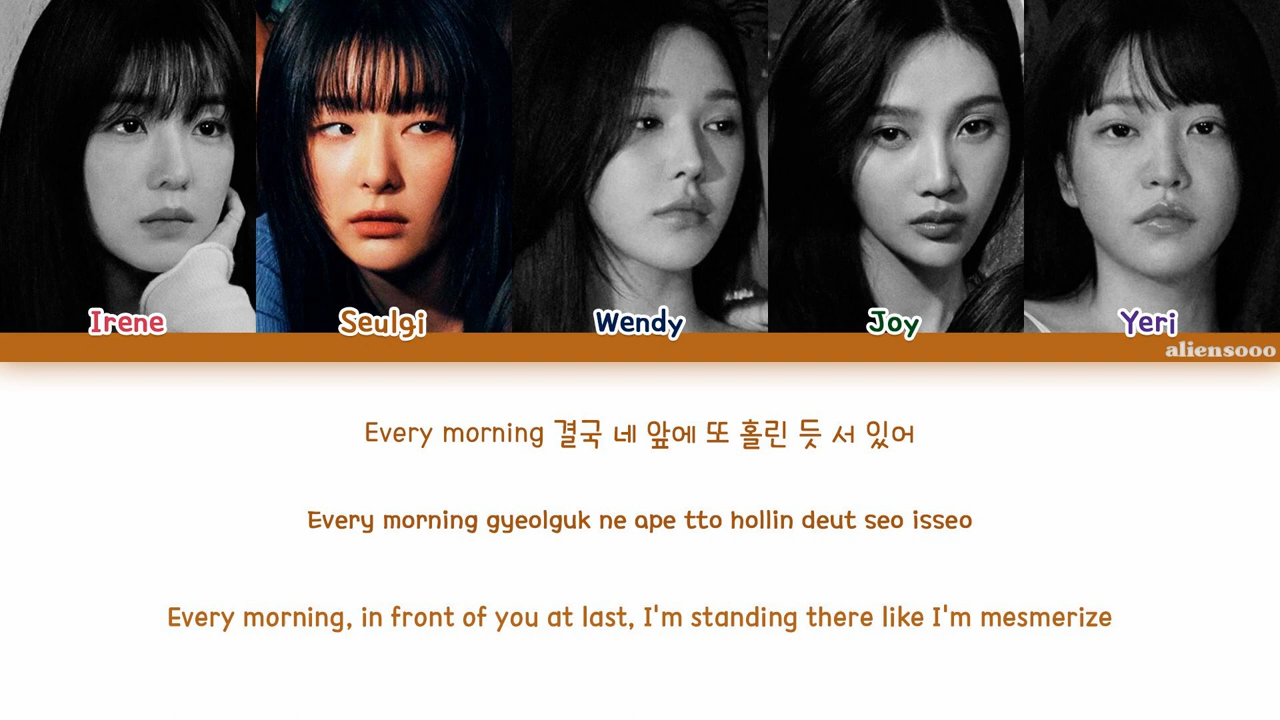 Irene
Seulgi
Wendy
Joy
Yeri
aliensooo
Every morning 결국 네 앞에 또 홀린 듯 서 있어
Every morning gyeolguk ne ape tto hollin deut seo isseo
Every morning, in front of you at last, I'm standing there like I'm mesmerize